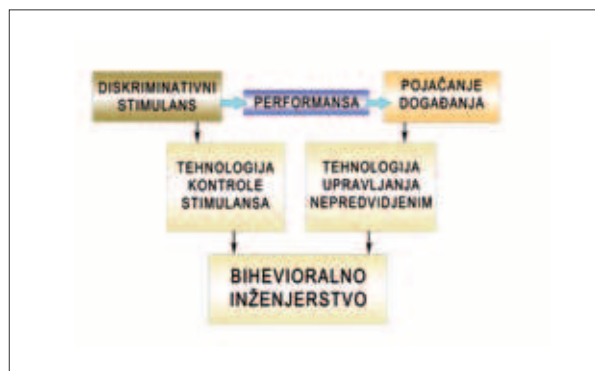 DISKRIMINATIVNI
STIMULANS
PERFORMANSA
POJAČANJE
DOGAĐANJA
TEHNOLOGIJA
KONTROLE
STIMULANSA
TEHNOLOGIJA
UPRAVLJANJA
NEPREDVIDJENIM
BIHEVIORALNO
INŽENJERSTVO